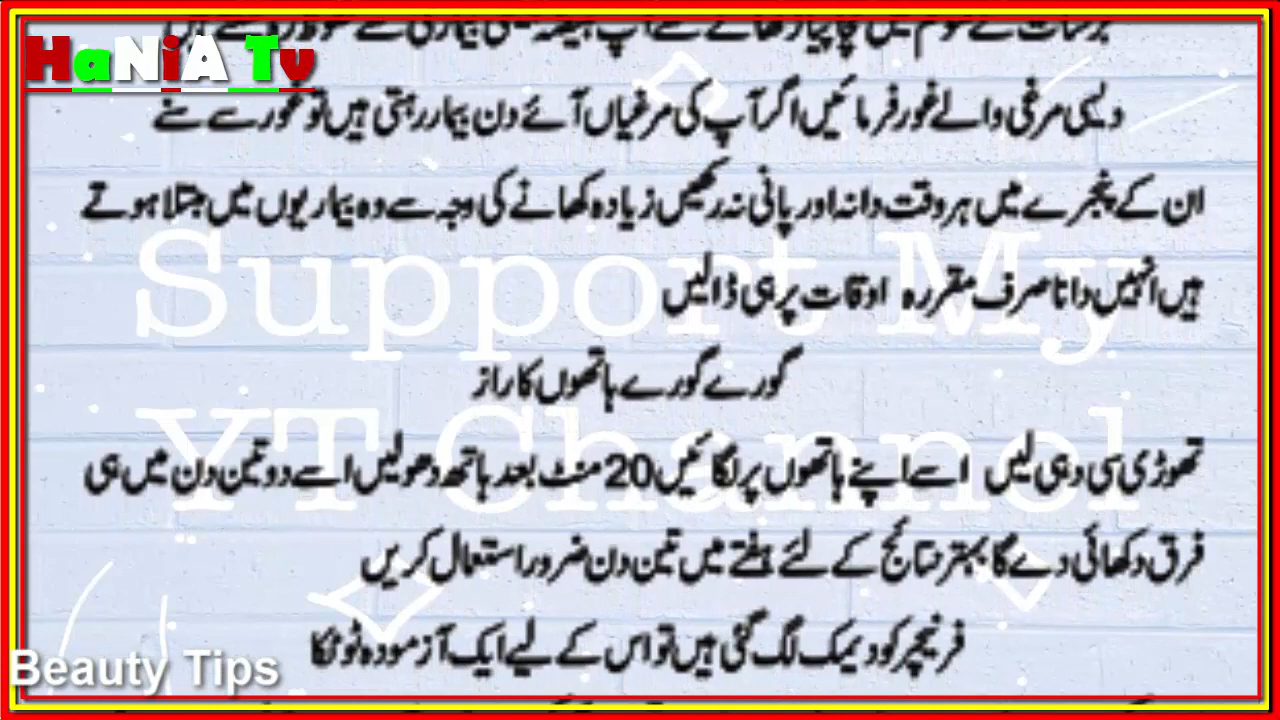 HaNiA Tv
دیسی مرغی والے غور فرمائیں اگر آپ کی مرغیاں آئے دن بیمار رہتی ہیں تو غور سے سنے
ان کے پنجرے میں ہر وقت دانہ اور پانی نہ رکھیں زیادہ کھانے کی وجہ سے وہ بیماریوں میں مبتلا ہوتے
ہیں انہیں دانا صرف مقررہ اوقات پر ہی ڈالیں
Support My
گورے گورے ہاتھوں کا راز
YT Channel
تھوڑی سی دہی لیں اسے اپنے ہاتھوں پر لگائیں 20 منٹ بعد ہاتھ دھولیں اسے دو تین دن میں ہی
فرق دکھائی دے گا بہتر نتائج کے لئے ہفتے میں تین دن ضرور استعمال کریں
فرنیچر کو دیمک لگ گئی ہیں تو اس کے لیے ایک آزمودہ ٹوٹکا
Beauty Tips